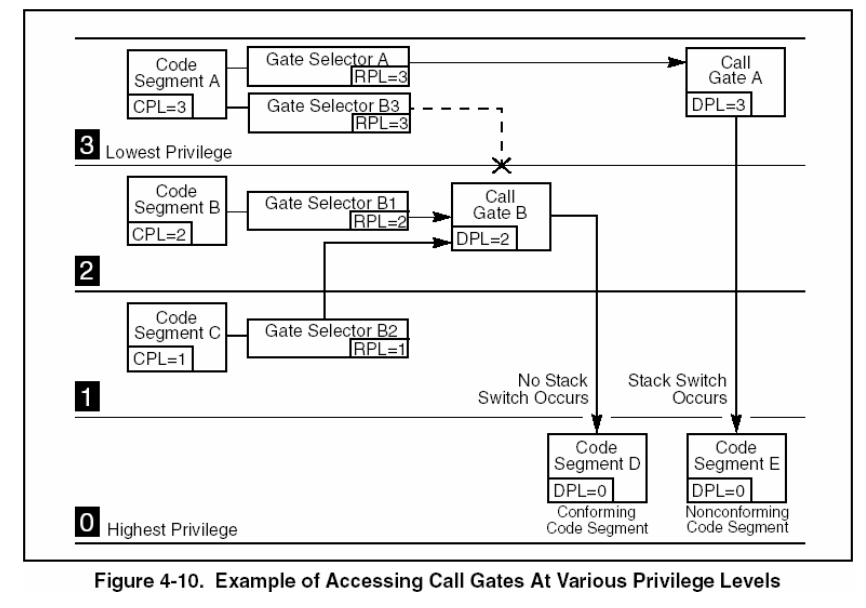 Code
Segment A
CPL=3
Gate Selector A
RPL=3
Gate Selector B3
RPL=3
Call
Gate A
DPL=3
3 Lowest Privilege
Code
Segment B
CPL=2
Gate Selector B1
RPL=2
Call
Gate B
DPL=2
2
Code
Segment C
CPL=1
Gate Selector B2
RPL=1
1
No Stack
Switch Occurs
Stack Switch
Occurs
Code
Segment D
DPL=0
Conforming
Code Segment
Code
Segment E
DPL=0
Nonconforming
Code Segment
0 Highest Privilege
Figure 4-10. Example of Accessing Call Gates At Various Privilege Levels